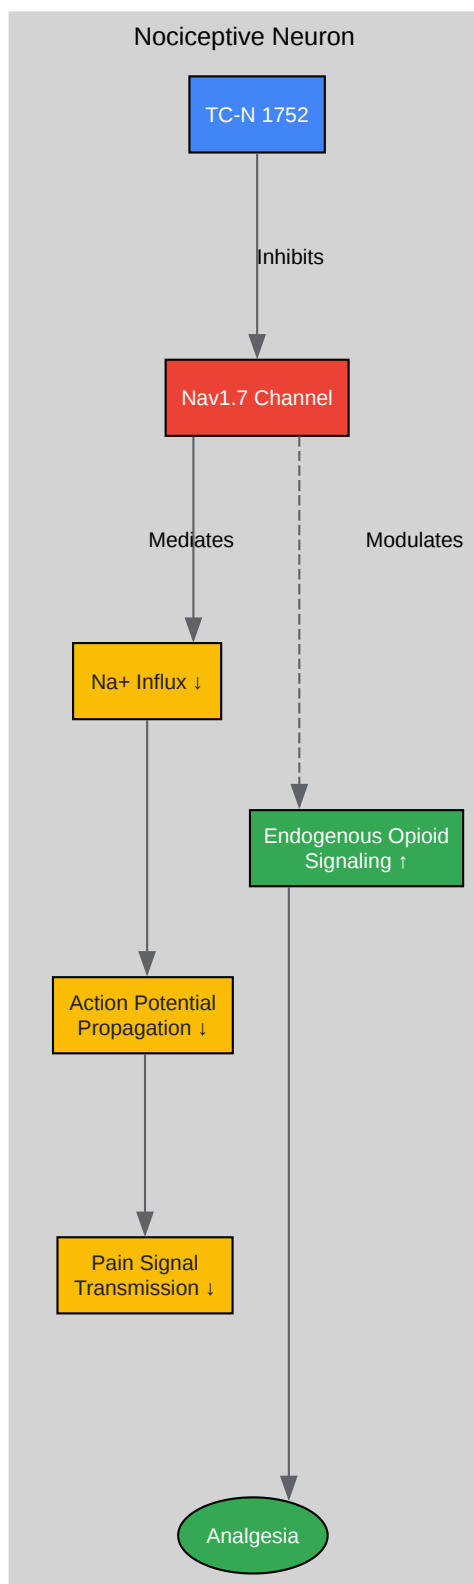 Nociceptive Neuron
TC-N 1752
Inhibits
Nav1.7 Channel
Mediates
Modulates
Na+ Influx ↓
Endogenous Opioid
Signaling ↑
Action Potential
Propagation ↓
Pain Signal
Transmission ↓
Analgesia